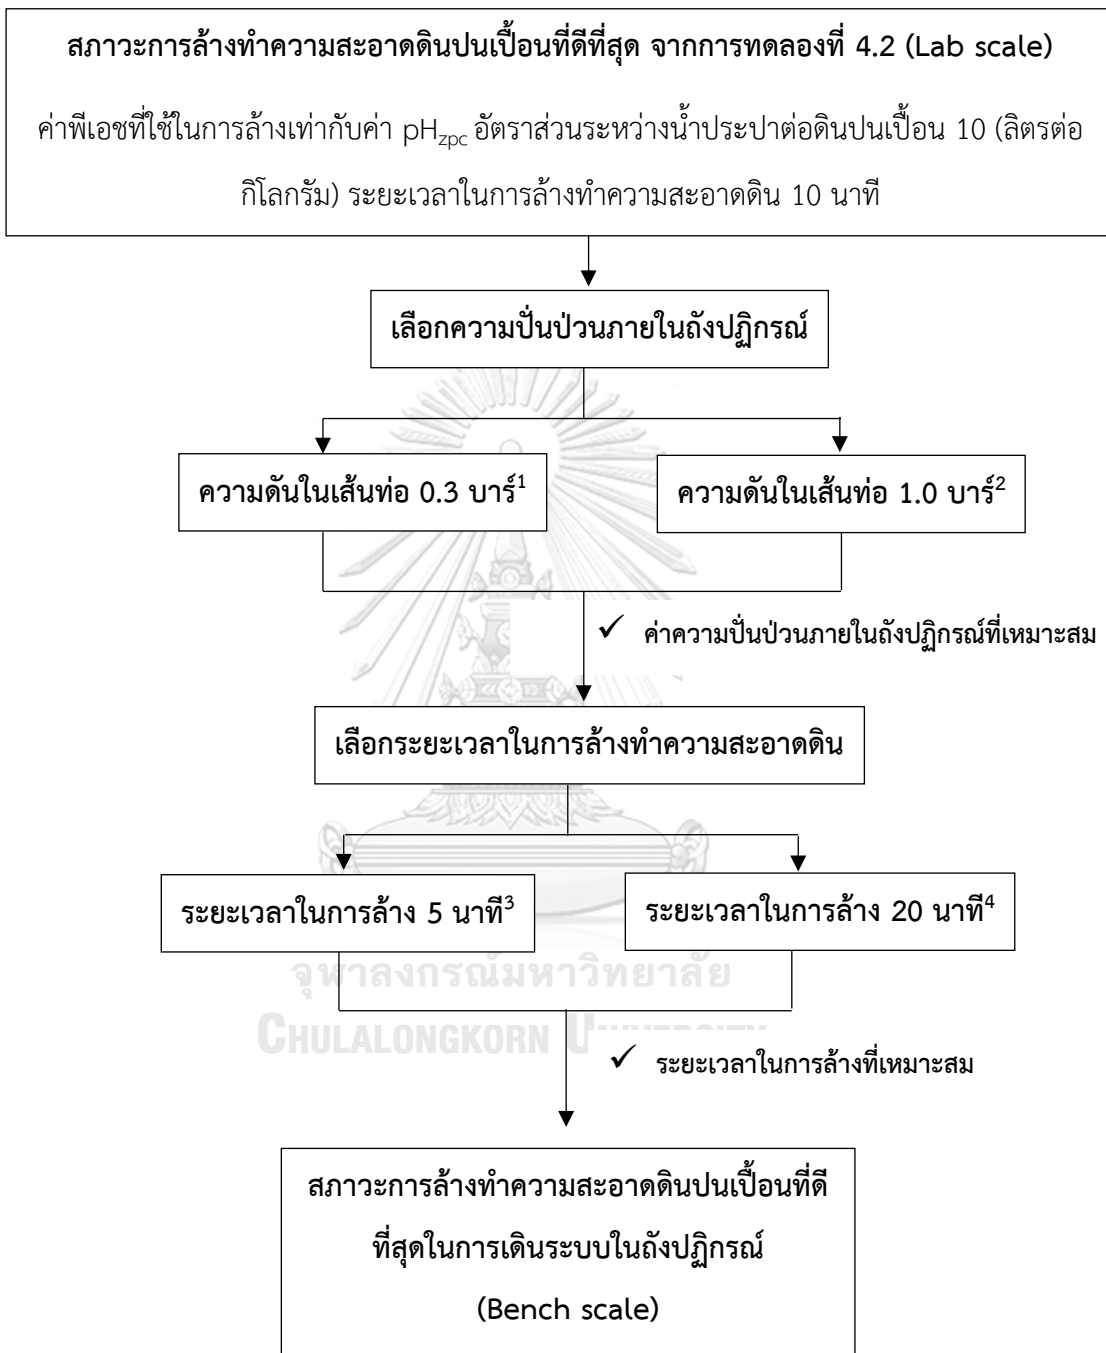 สภาวะการล้างทำความสะอาดดินปนเปื้อนที่ดีที่สุด จากการทดลองที่ 4.2 (Lab scale)
ค่าพีเอชที่ใช้ในการล้างเท่ากับค่า pHzpc อัตราส่วนระหว่างน้ำประปาต่อดินปนเปื้อน 10 (ลิตรต่อ
กิโลกรัม) ระยะเวลาในการล้างทำความสะอาดดิน 10 นาที
เลือกความปั่นป่วนภายในถังปฏิกรณ์
ความดันในเส้นท่อ 0.3 บาร์¹
ความดันในเส้นท่อ 1.0 บาร์²
✓ ค่าความปั่นป่วนภายในถังปฏิกรณ์ที่เหมาะสม
เลือกระยะเวลาในการล้างทำความสะอาดดิน
ระยะเวลาในการล้าง 5 นาที³
ระยะเวลาในการล้าง 20 นาที⁴
จุฬาลงกรณ์มหาวิทยาลัย
CHULALONGKORN
✓ ระยะเวลาในการล้างที่เหมาะสม
สภาวะการล้างทำความสะอาดดินปนเปื้อนที่ดี
ที่สุดในการเดินระบบในถังปฏิกรณ์
(Bench scale)